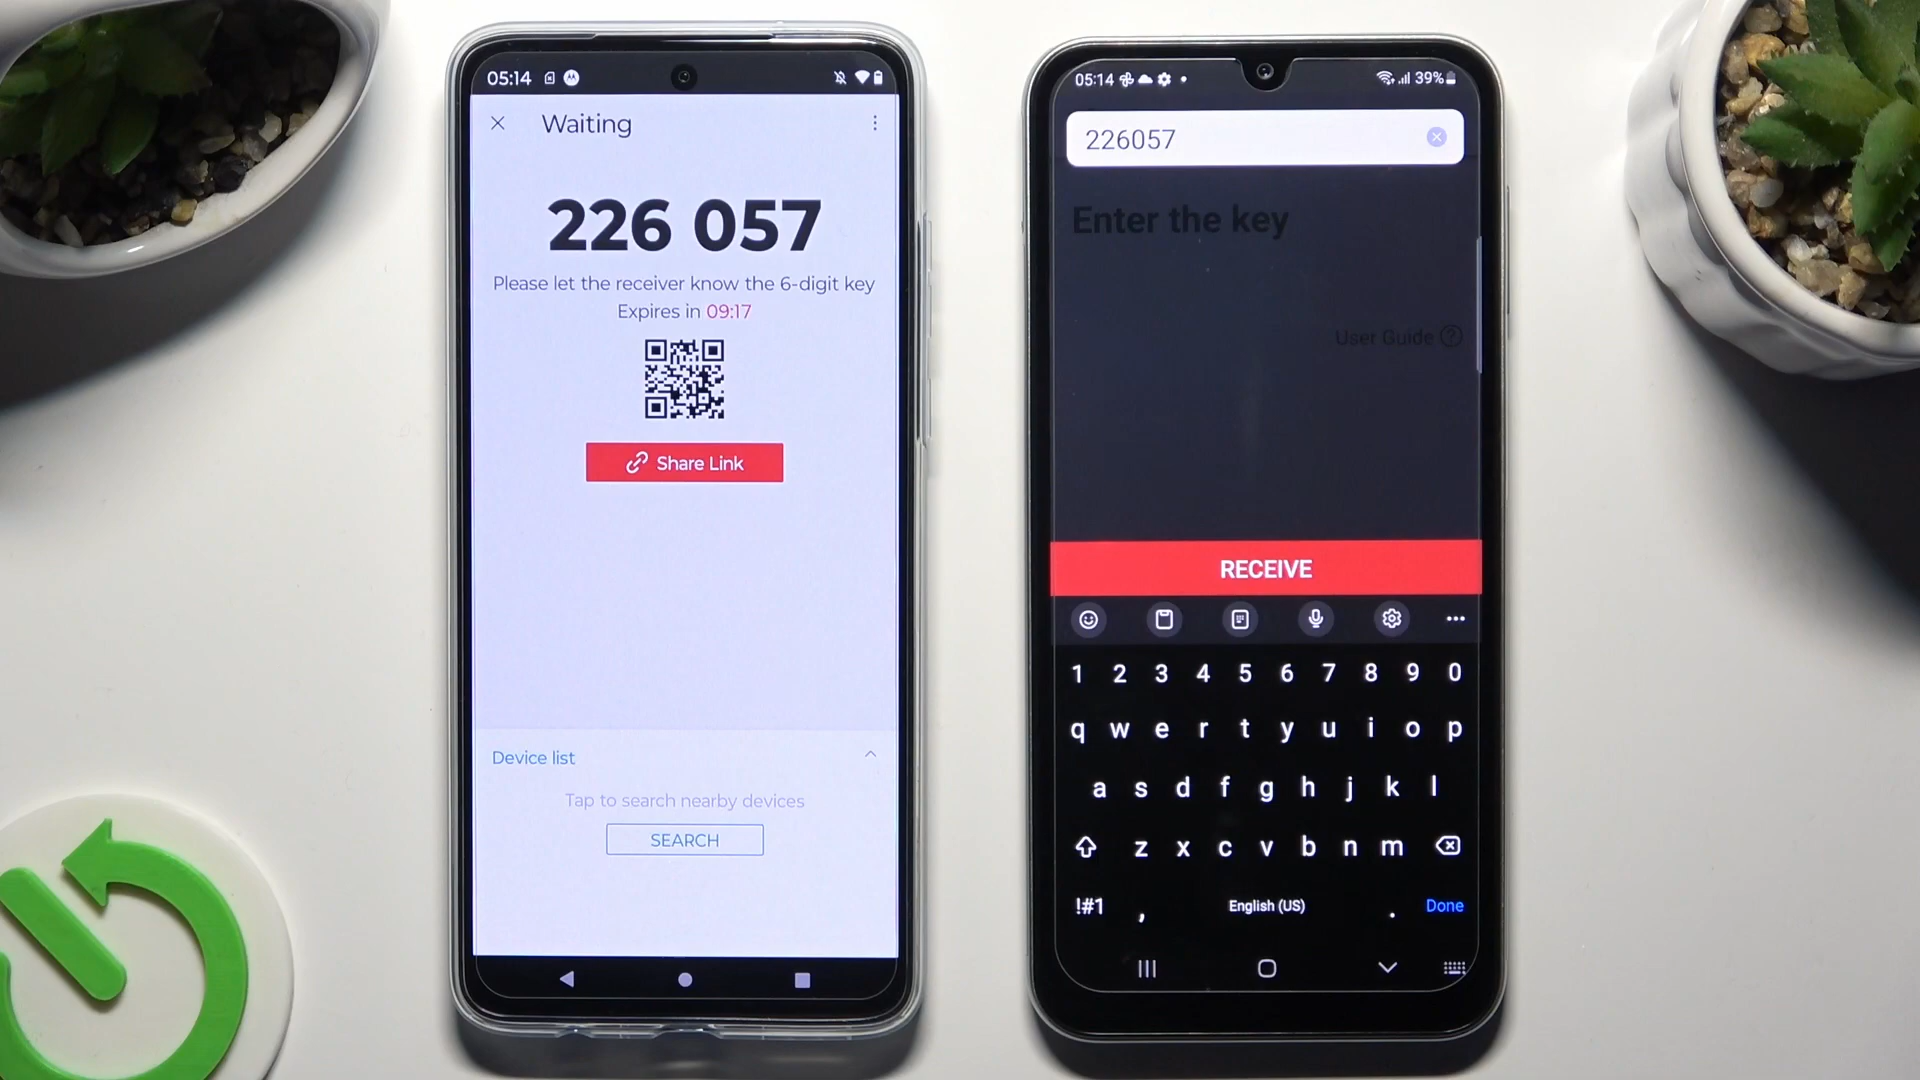 05:14
Waiting
226 057
Please let the receiver know the 6-digit key
Expires in 09:17
Share Link
Device list
Tap to search nearby devices
SEARCH
05:14
39%
226057
Enter the key
User Guide ?
RECEIVE
1 2 3 4 5 6 7 8 9 0
q w e r t y u i o p
a s d f g h j k l
z x c v b n m
!#1 , English (US) . Done